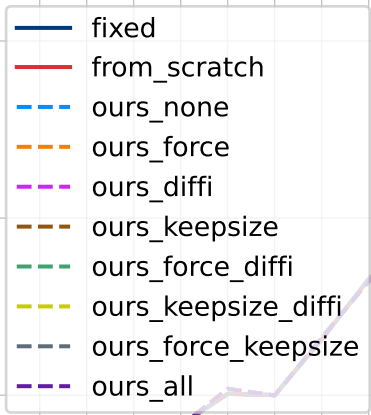 fixed
from_scratch
ours_none
ours_force
ours_diffi
ours_keepsize
ours_force_diffi
ours_keepsize_diffi
ours_force_keepsize
ours_all